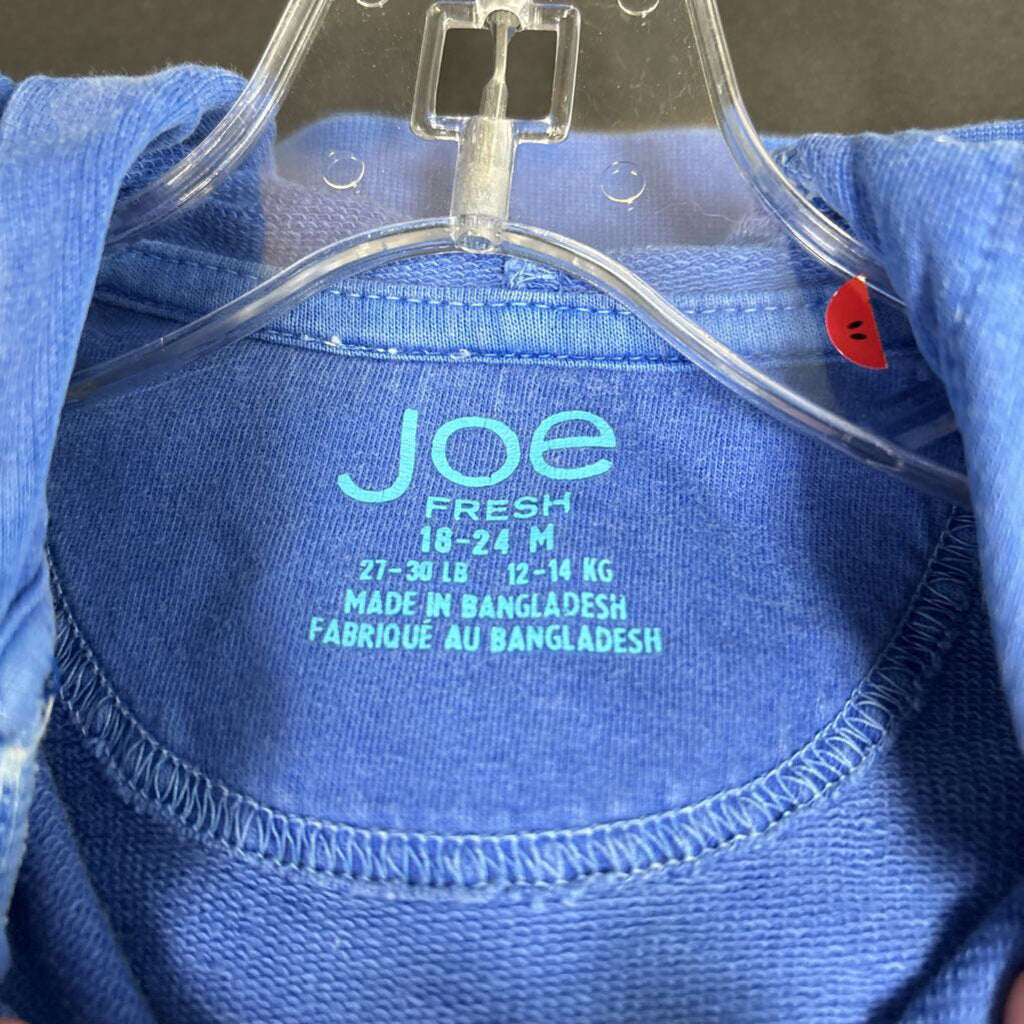 Joe
FRESH
18-24 M
27-30 LB 12-14 KG
MADE IN BANGLADESH
FABRIQUÉ AU BANGLADESH